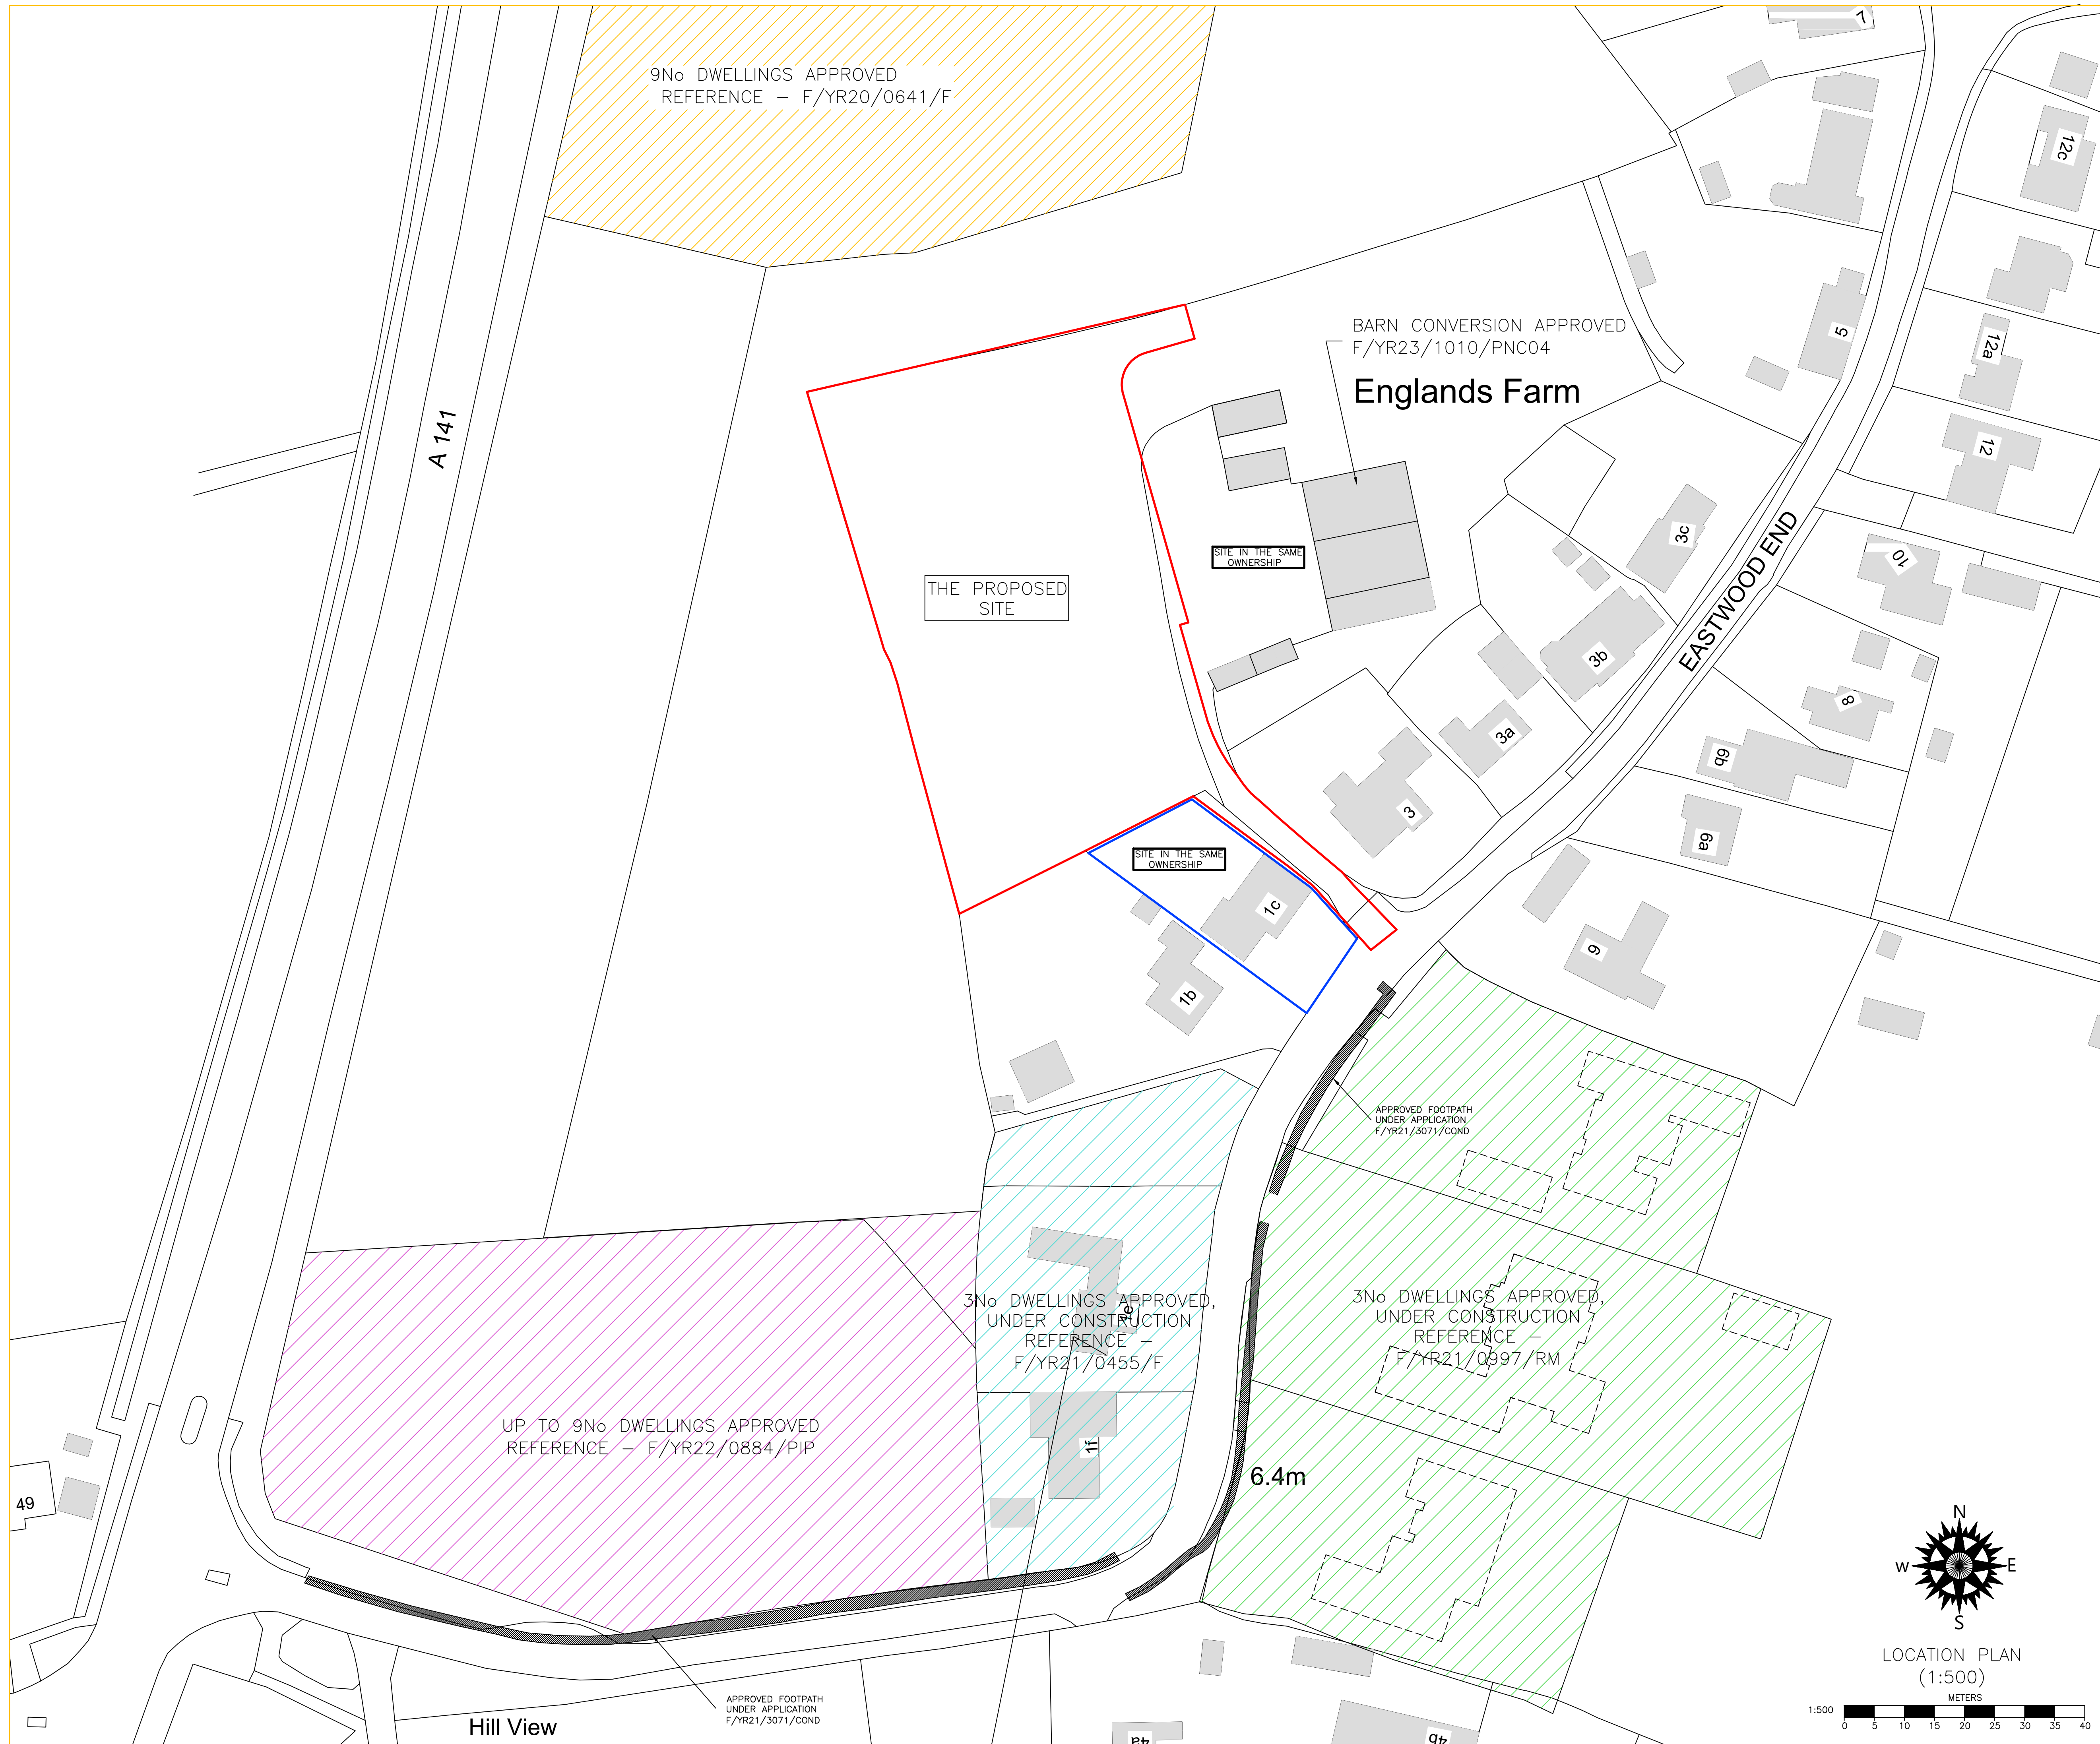 9No DWELLINGS APPROVED
REFERENCE – F/YR20/0641/F
7
12c
BARN CONVERSION APPROVED
F/YR23/1010/PNC04
Englands Farm
5
12a
A 141
12
3c
EASTWOOD END
10
SITE IN THE SAME
OWNERSHIP
THE PROPOSED
SITE
3b
8
3a
6b
3
6a
SITE IN THE SAME
OWNERSHIP
1c
6
1b
APPROVED FOOTPATH
UNDER APPLICATION
F/YR21/3071/COND
3No DWELLINGS APPROVED,
UNDER CONSTRUCTION
REFERENCE –
F/YR21/0455/F
1e
3No DWELLINGS APPROVED,
UNDER CONSTRUCTION
REFERENCE –
F/YR21/0997/RM
UP TO 9No DWELLINGS APPROVED
REFERENCE – F/YR22/0884/PIP
1f
6.4m
49
N
W
E
S
LOCATION PLAN
(1:500)
METERS
1:500
0 5 10 15 20 25 30 35 40
APPROVED FOOTPATH
UNDER APPLICATION
F/YR21/3071/COND
Hill View
4a
4b